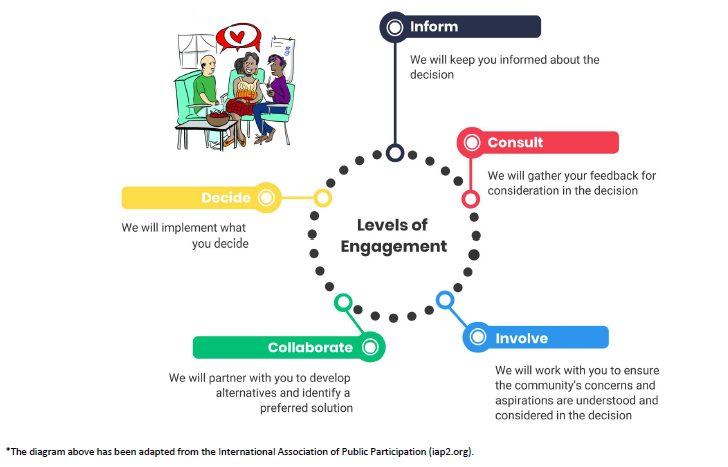 Inform
We will keep you informed about the
decision
Consult
We will gather your feedback for
consideration in the decision
Decide
We will implement what
you decide
Levels of
Engagement
Collaborate
We will partner with you to develop
alternatives and identify a
preferred solution
Involve
We will work with you to ensure
the community's concerns and
aspirations are understood and
considered in the decision
*The diagram above has been adapted from the International Association of Public Participation (iap2.org).